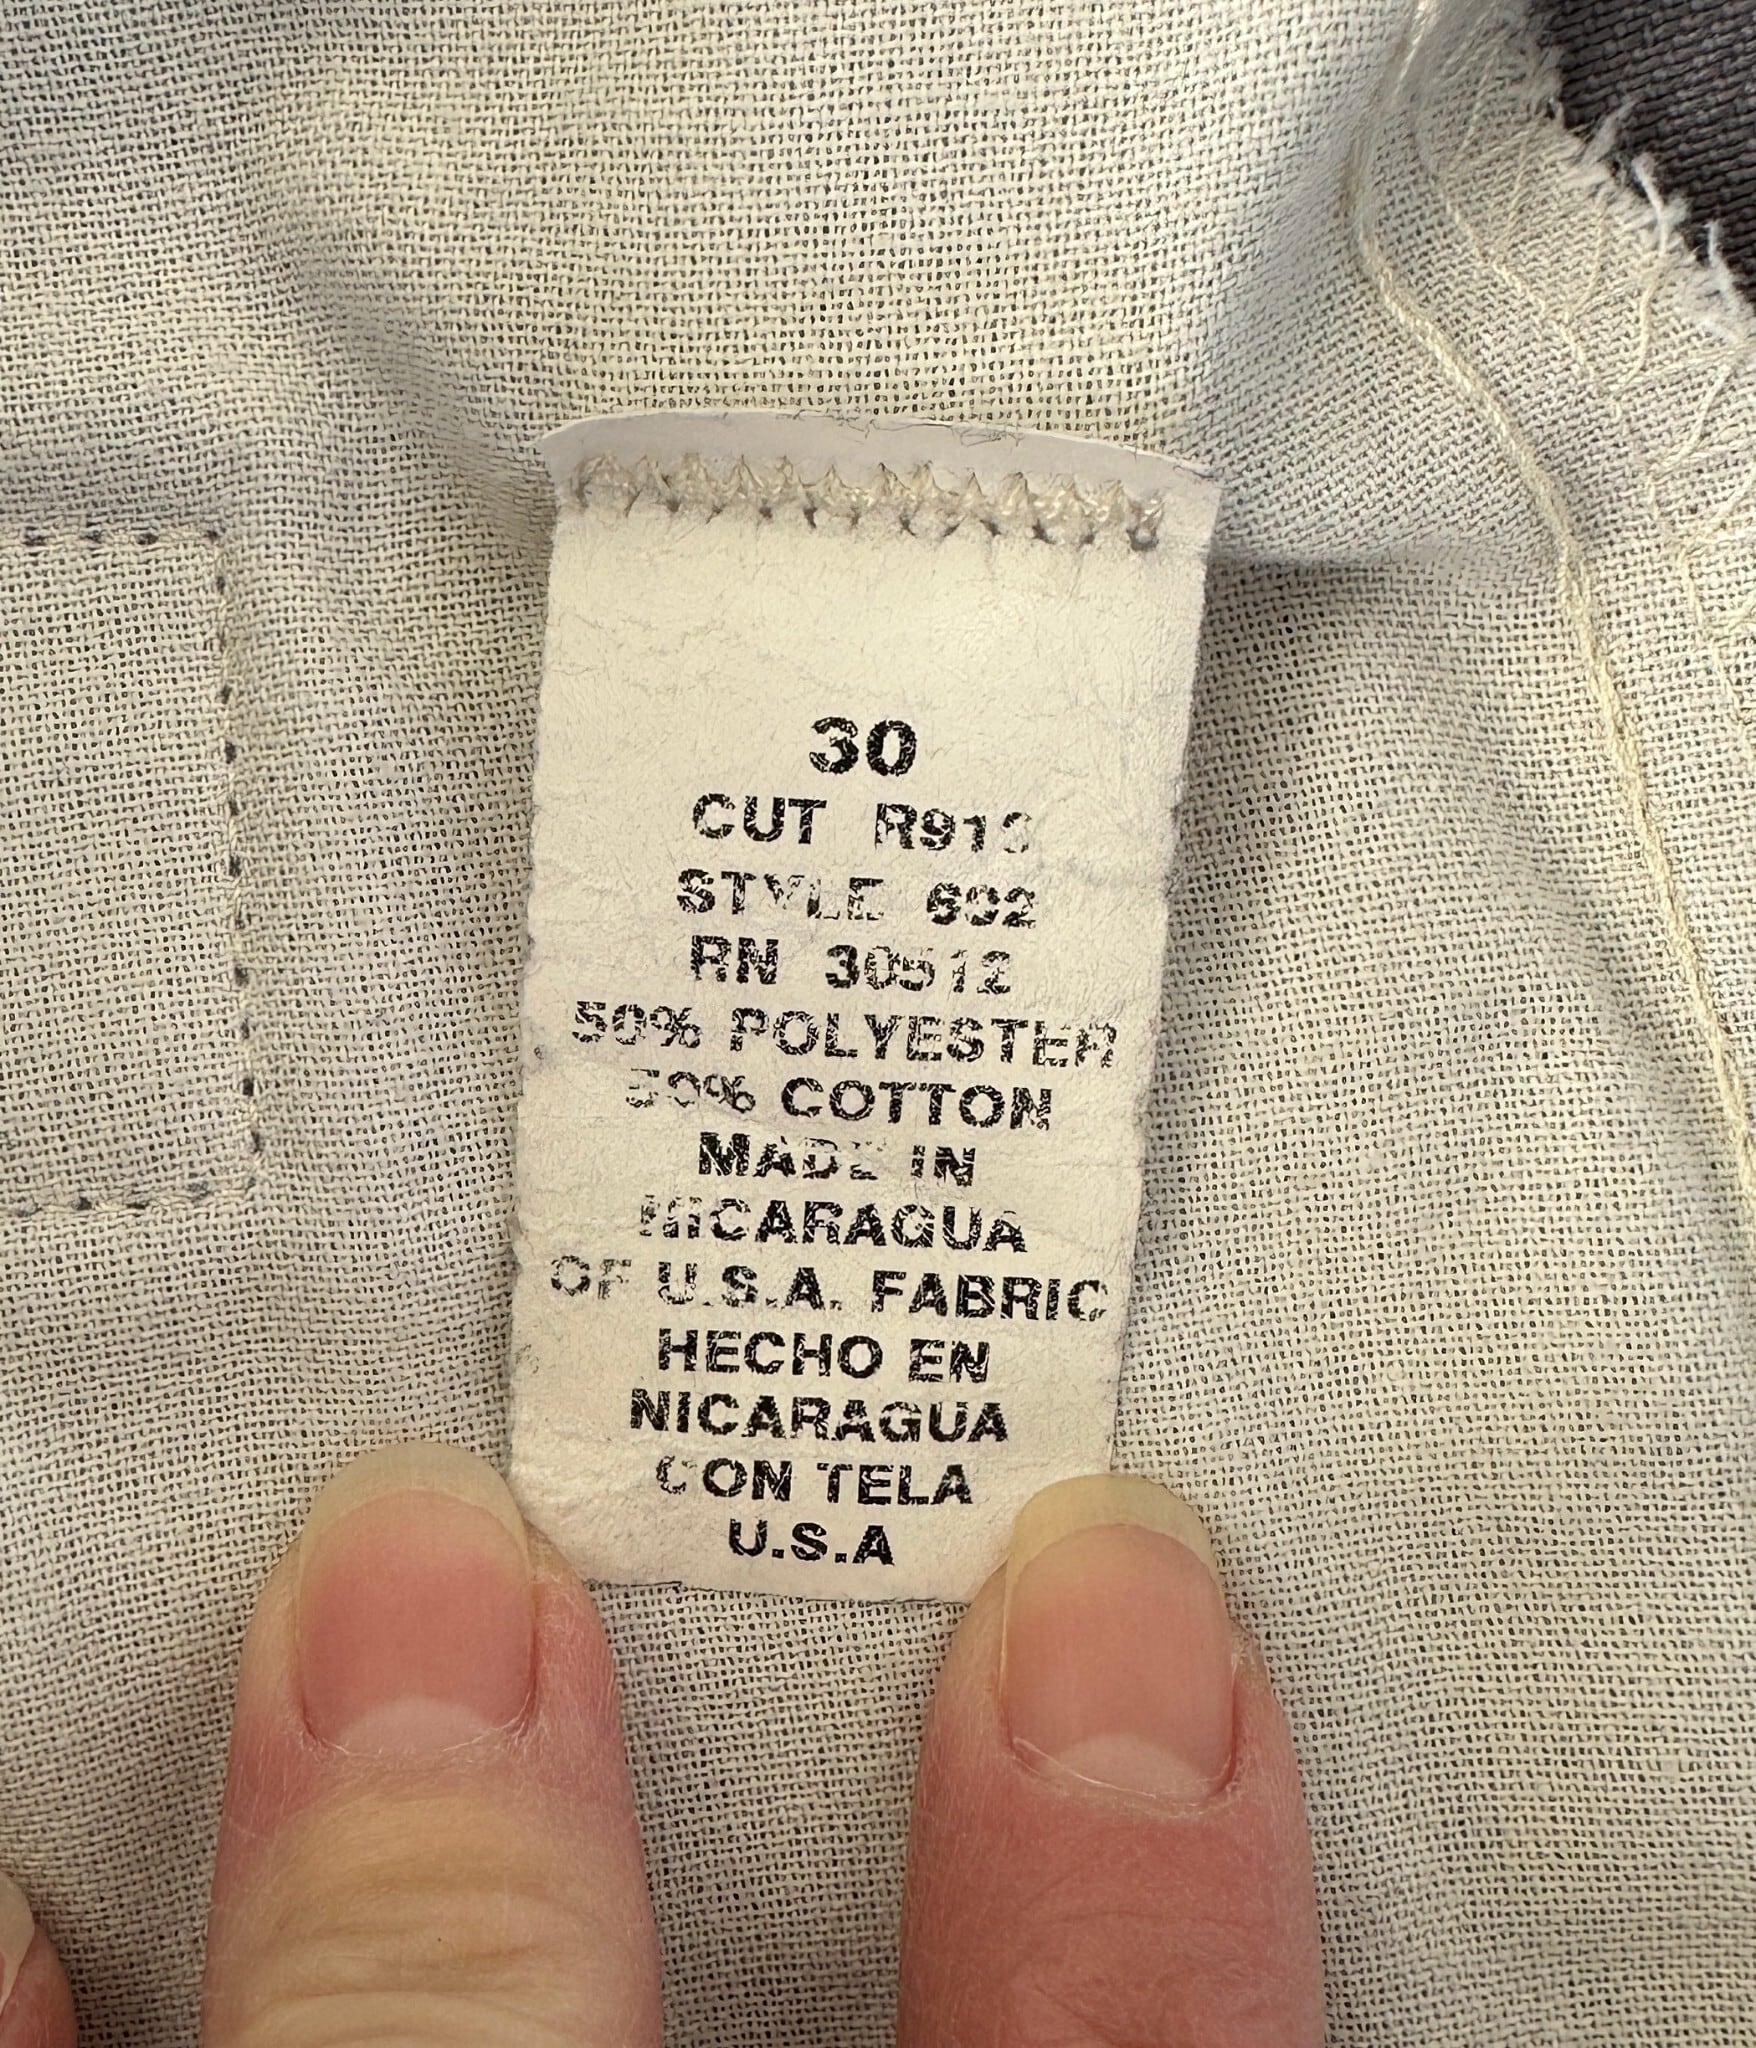 30
CUT R913
STYLE 692
RN 30512
50% POLYESTER
50% COTTON
MADE IN
NICARAGUA
OF U.S.A. FABRIC
HECHO EN
NICARAGUA
CON TELA
U.S.A